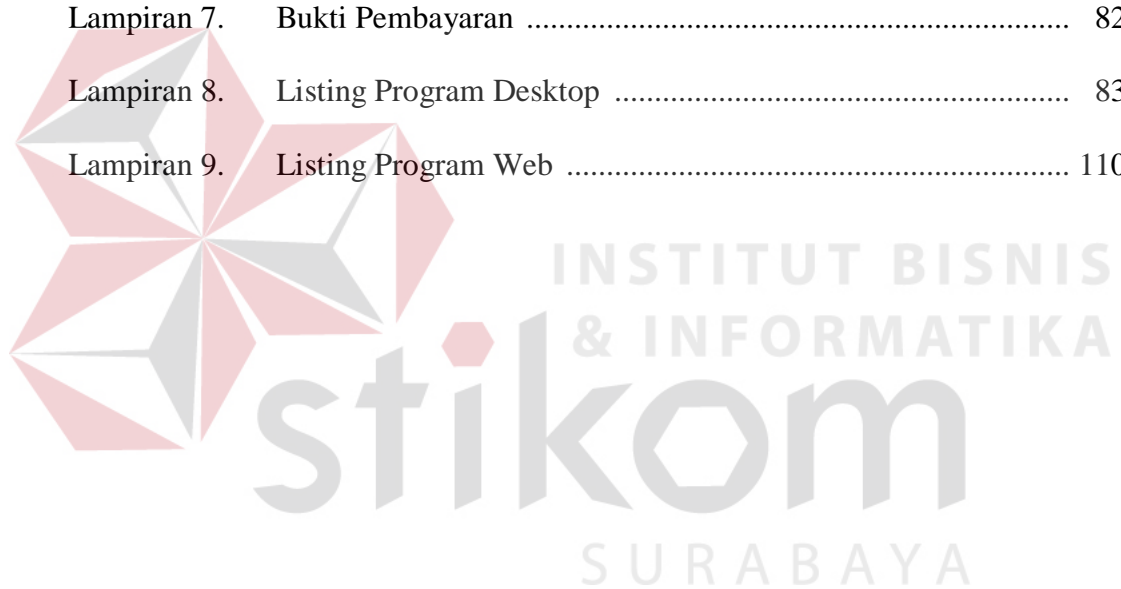 Lampiran 7. Bukti Pembayaran ........................................................................ 82
Lampiran 8. Listing Program Desktop ............................................................ 83
Lampiran 9. Listing Program Web ................................................................... 110
INSTITUT BISNIS
& INFORMATIKA
stikom
SURABAYA